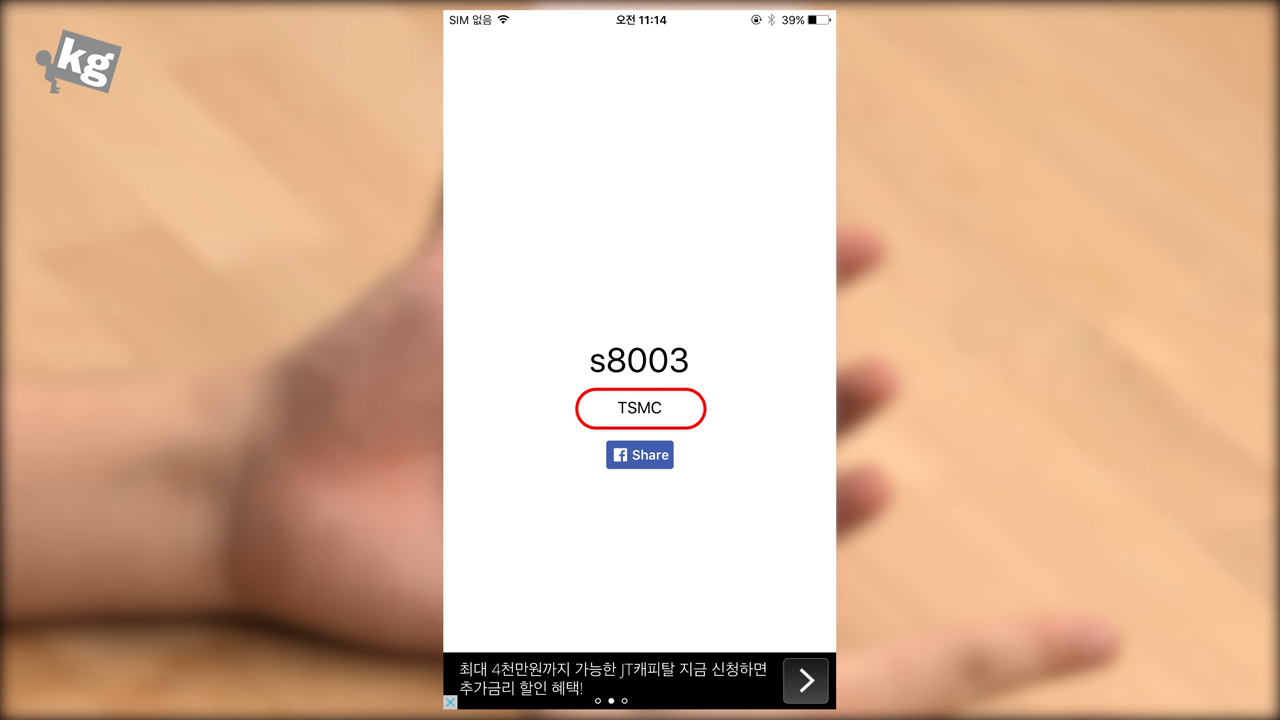 kg
SIM 없음 오전 11:14 39%
s8003
TSMC
Share
최대 4천만원까지 가능한 JT캐피탈 지금 신청하면
추가금리 할인 혜택!